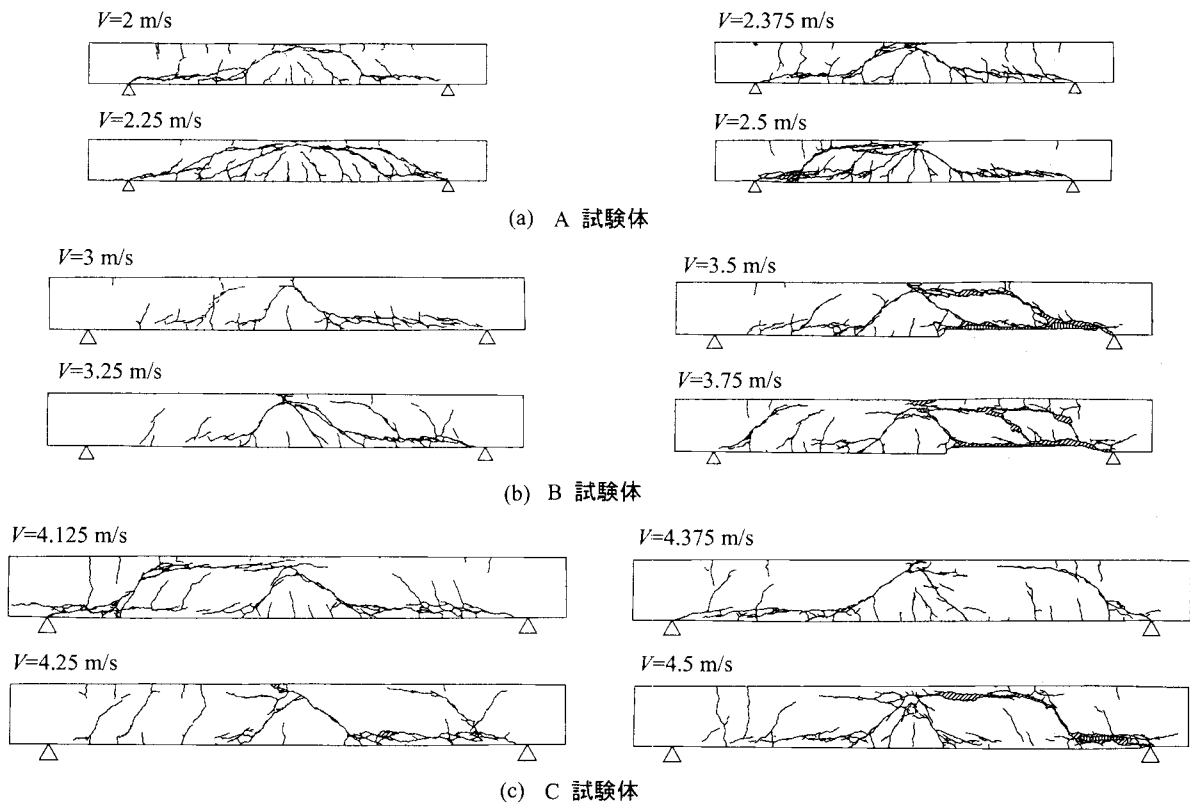 V=2 m/s
V=2.375 m/s
V=2.25 m/s
V=2.5 m/s
(a) A 試験体
V=3 m/s
V=3.5 m/s
V=3.25 m/s
V=3.75 m/s
(b) B 試験体
V=4.125 m/s
V=4.375 m/s
V=4.25 m/s
V=4.5 m/s
(c) C 試験体